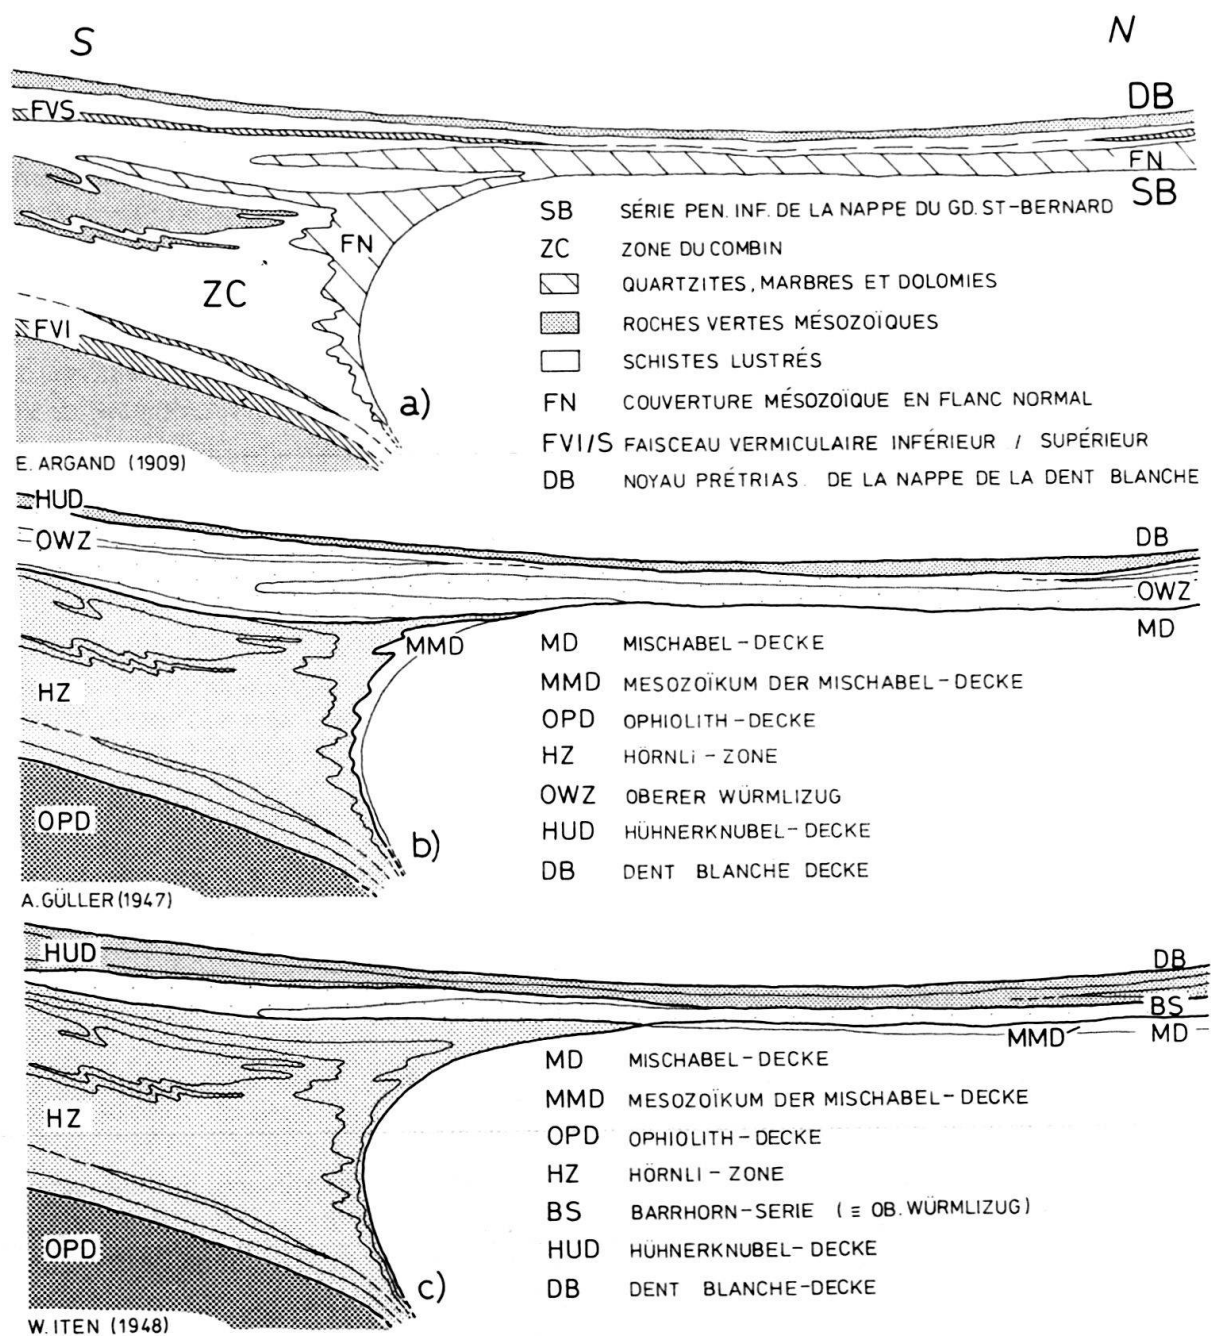 S N
FVS
DB
FN
SB
FN
ZC
FVI
a)
E. ARGAND (1909)
SB SÉRIE PEN. INF. DE LA NAPPE DU GD. ST-BERNARD
ZC ZONE DU COMBIN
QUARTZITES, MARBRES ET DOLOMIES
ROCHES VERTES MÉSOZOÏQUES
SCHISTES LUSTRÉS
FN COUVERTURE MÉSOZOÏQUE EN FLANC NORMAL
FVI/S FAISCEAU VERMICULAIRE INFÉRIEUR / SUPÉRIEUR
DB NOYAU PRÉTRIAS. DE LA NAPPE DE LA DENT BLANCHE
HUD
OWZ
DB
OWZ
MD
MMD
HZ
OPD
b)
A. GÜLLER (1947)
MD MISCHABEL-DECKE
MMD MESOZOÏKUM DER MISCHABEL-DECKE
OPD OPHIOLITH-DECKE
HZ HÖRNLI-ZONE
OWZ OBERER WÜRMLIZUG
HUD HÜHNERKNUBEL-DECKE
DB DENT BLANCHE DECKE
HUD
DB
BS
MMD MD
HZ
OPD
c)
W. ITEN (1948)
MD MISCHABEL-DECKE
MMD MESOZOÏKUM DER MISCHABEL-DECKE
OPD OPHIOLITH-DECKE
HZ HÖRNLI-ZONE
BS BARRHORN-SERIE (≡ OB. WÜRMLIZUG)
HUD HÜHNERKNUBEL-DECKE
DB DENT BLANCHE-DECKE